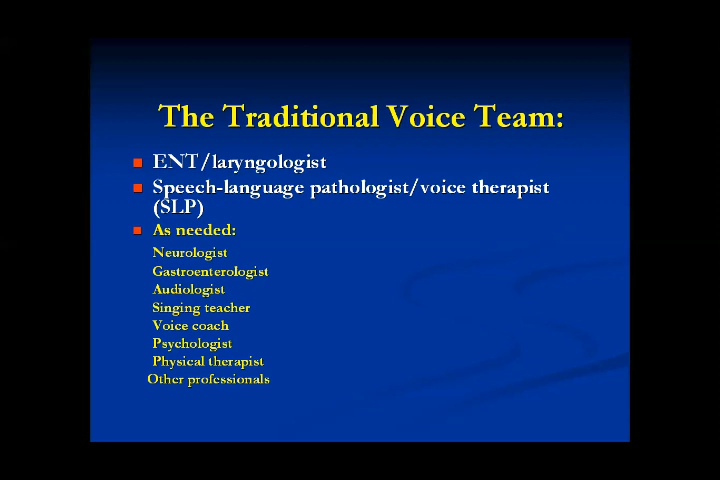 The Traditional Voice Team:
ENT/laryngologist
Speech-language pathologist/voice therapist
(SLP)
As needed:
Neurologist
Gastroenterologist
Audiologist
Singing teacher
Voice coach
Psychologist
Physical therapist
Other professionals